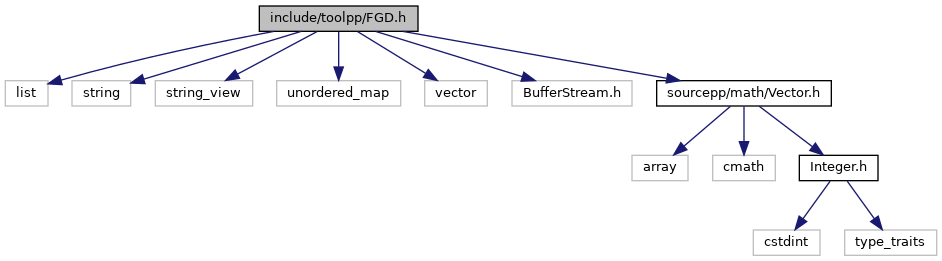 include/toolpp/FGD.h
list
string
string_view
unordered_map
vector
BufferStream.h
sourcepp/math/Vector.h
array
cmath
Integer.h
cstdint
type_traits